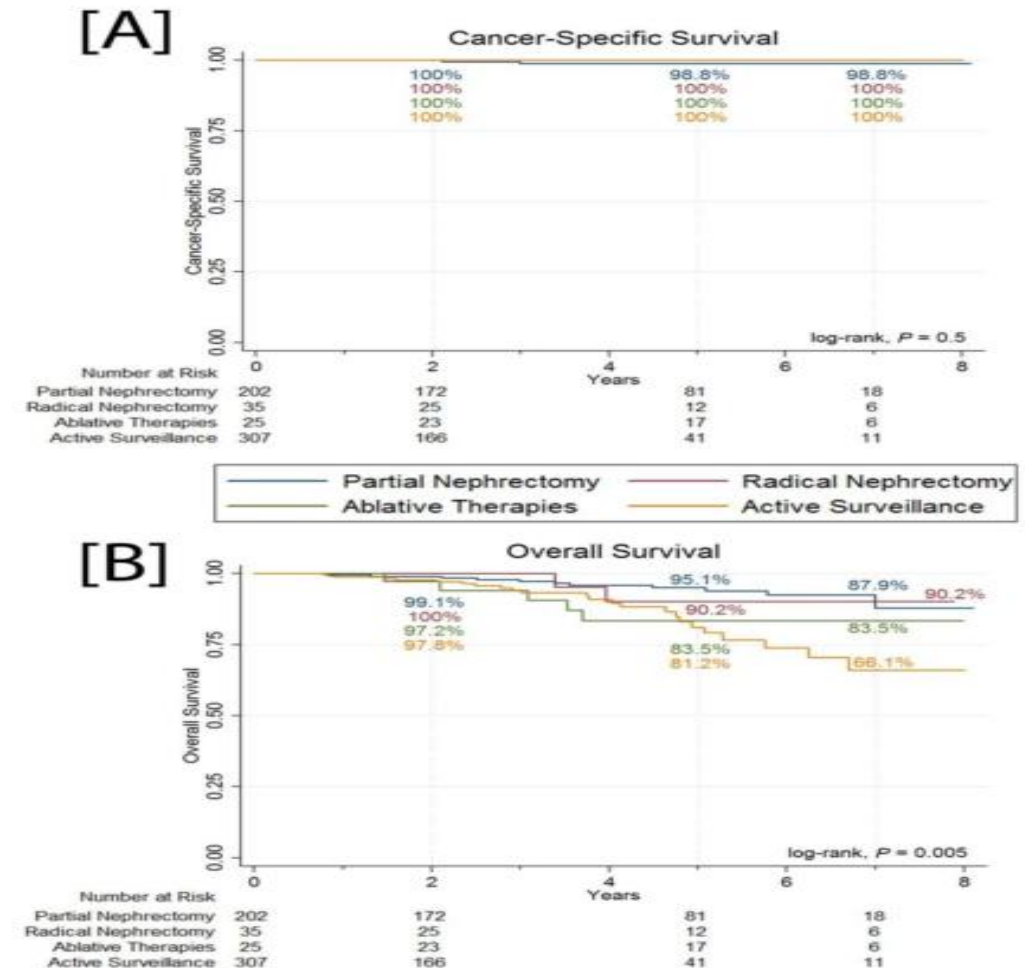 [A]
Cancer-Specific Survival
Cancer-Specific Survival
1.00
0.75
0.50
0.25
0.00
100% 98.8% 98.8%
100% 100% 100%
100% 100% 100%
100% 100% 100%
log-rank, P = 0.5
0 2 4 6 8
Years
Number at Risk
Partial Nephrectomy 202 172 81 18
Radical Nephrectomy 35 25 12 6
Ablative Therapies 25 23 17 6
Active Surveillance 307 166 41 11
Partial Nephrectomy Radical Nephrectomy
Ablative Therapies Active Surveillance
[B]
Overall Survival
Overall Survival
1.00
0.75
0.50
0.25
0.00
99.1% 95.1% 87.9%
100% 90.2% 90.2%
97.2% 83.5% 83.5%
97.8% 81.2% 66.1%
log-rank, P = 0.005
0 2 4 6 8
Years
Number at Risk
Partial Nephrectomy 202 172 81 18
Radical Nephrectomy 35 25 12 6
Ablative Therapies 25 23 17 6
Active Surveillance 307 166 41 11